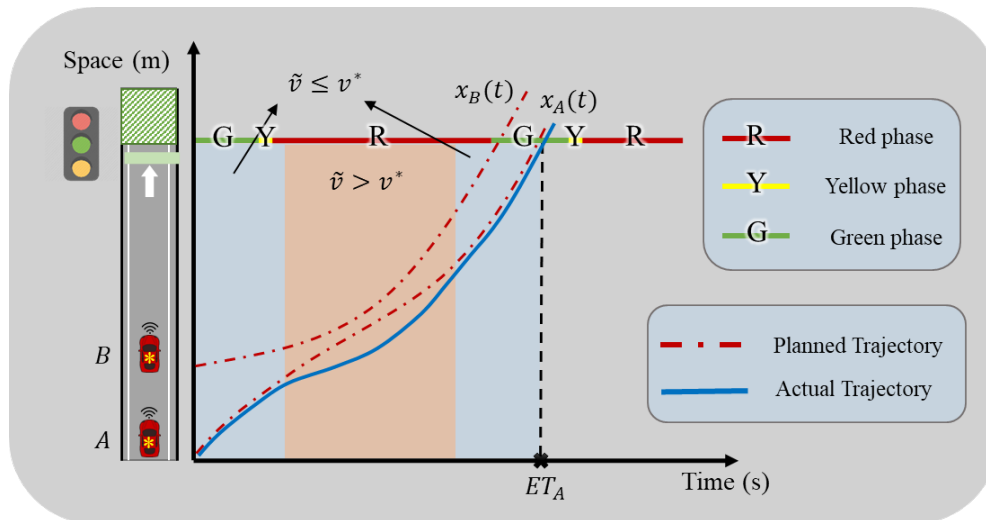 Space (m)
ṽ ≤ v*
x_B(t)
x_A(t)
G Y R G Y R
ṽ > v*
R Red phase
Y Yellow phase
G Green phase
B
A
Planned Trajectory
Actual Trajectory
ET_A
Time (s)